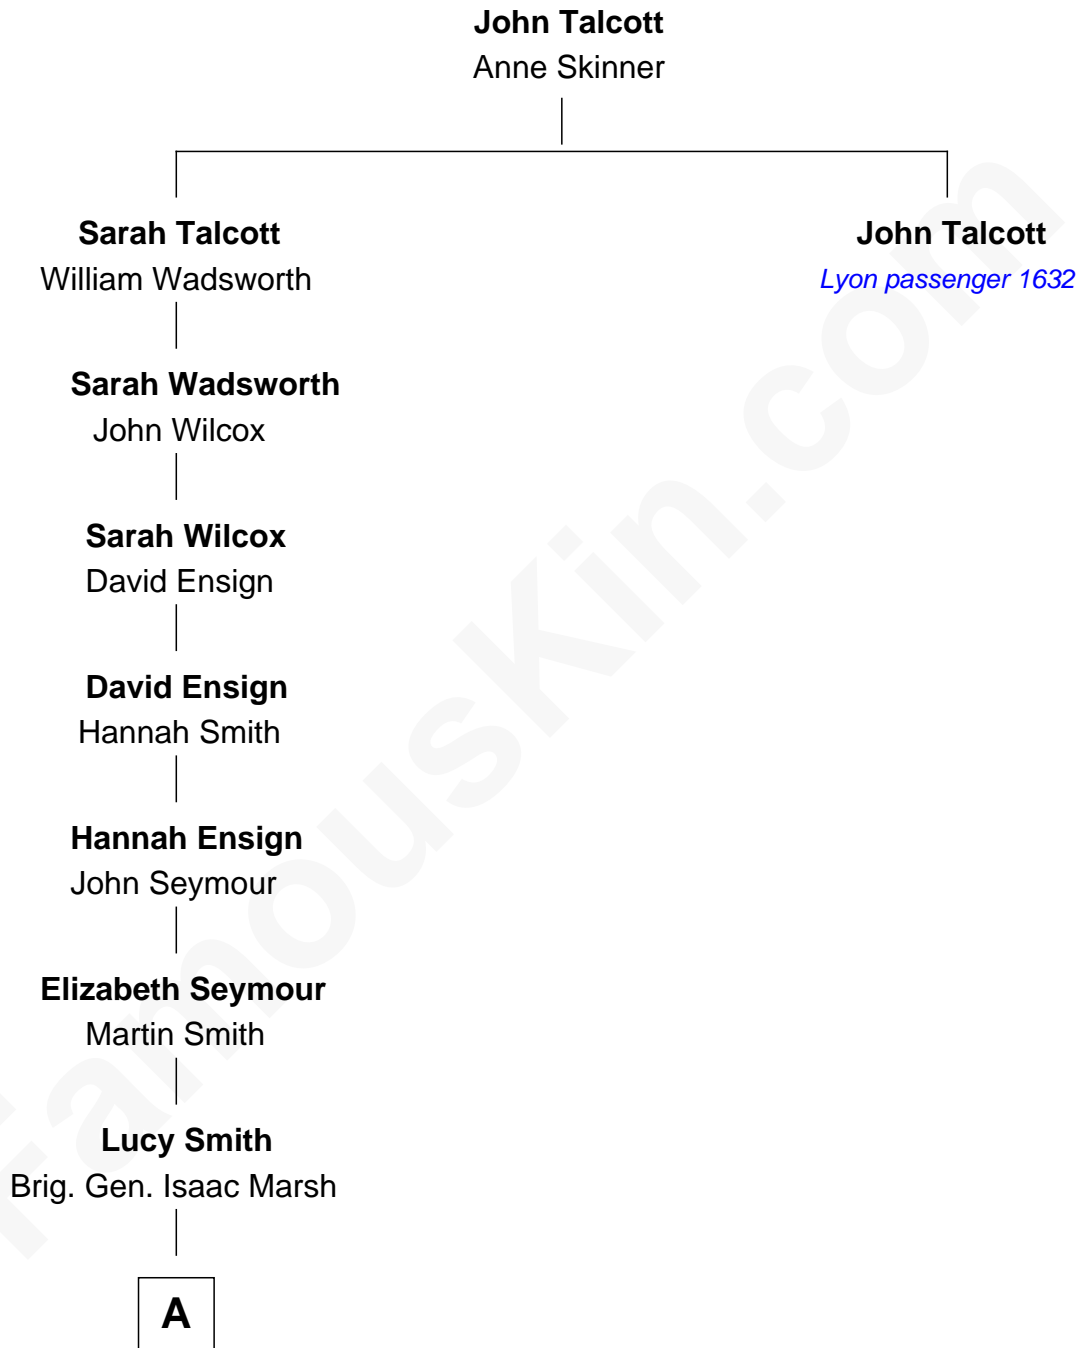 John Talcott
Anne Skinner
Sarah Talcott
William Wadsworth
John Talcott
Lyon passenger 1632
Sarah Wadsworth
John Wilcox
Sarah Wilcox
David Ensign
David Ensign
Hannah Smith
Hannah Ensign
John Seymour
Elizabeth Seymour
Martin Smith
Lucy Smith
Brig. Gen. Isaac Marsh
A
FamousKin.com